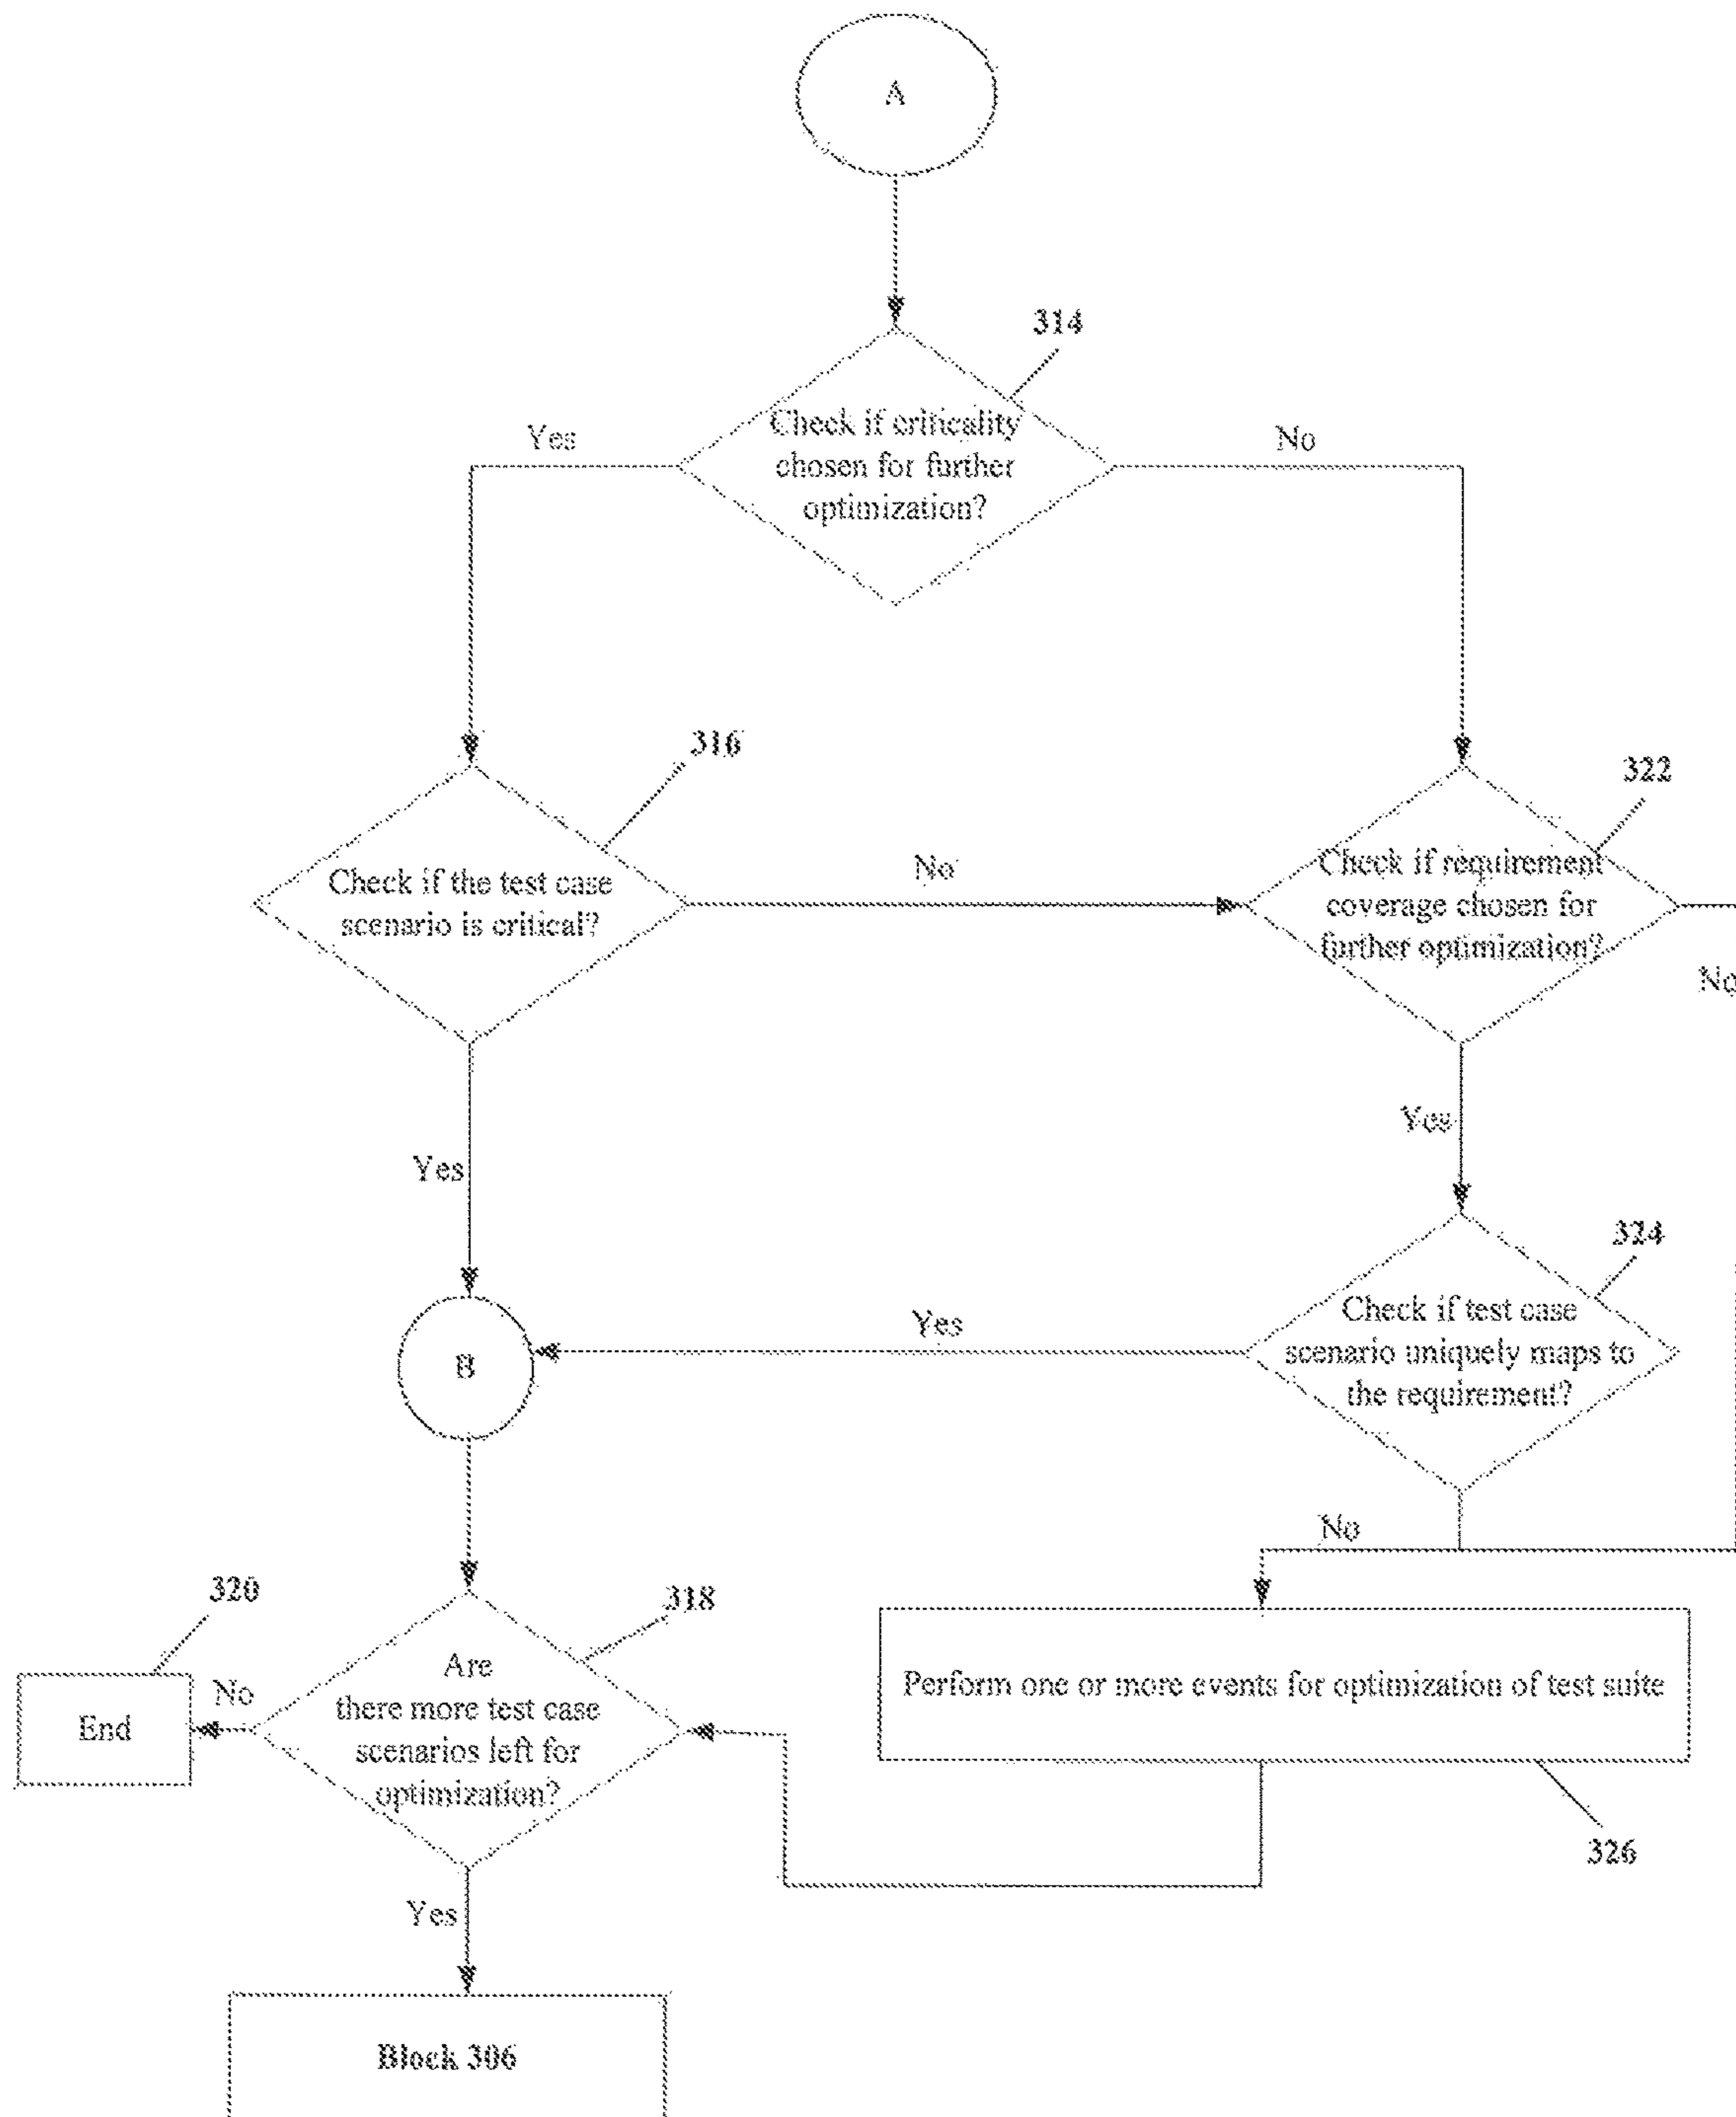 A
314
Check if criticality
chosen for further
optimization?
Yes
No
316
322
Check if the test case
scenario is critical?
No
Check if requirement
coverage chosen for
further optimization?
No
Yes
Yes
324
Check if test case
scenario uniquely maps to
the requirement?
Yes
B
No
320
318
End
No
Are
there more test case
scenarios left for
optimization?
Perform one or more events for optimization of test suite
326
Yes
Block 306